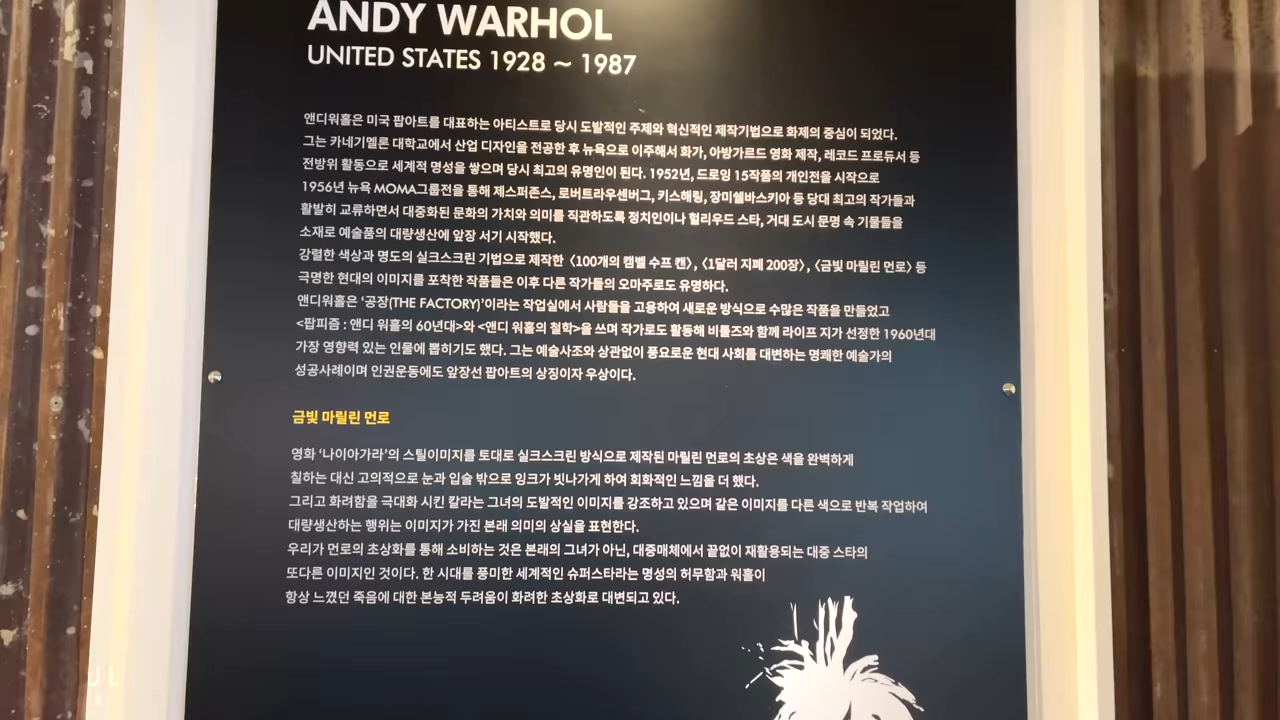 ANDY WARHOL
UNITED STATES 1928 ~ 1987
앤디워홀은 미국 팝아트를 대표하는 아티스트로 당시 도발적인 주제와 혁신적인 제작기법으로 화제의 중심이 되었다.
그는 카네기멜론 대학교에서 산업 디자인을 전공한 후 뉴욕으로 이주해서 화가, 아방가르드 영화 제작, 레코드 프로듀서 등
전방위 활동으로 세계적 명성을 쌓으며 당시 최고의 유명인이 된다. 1952년, 드로잉 15작품의 개인전을 시작으로
1956년 뉴욕 MOMA그룹전을 통해 제스퍼존스, 로버트라우센버그, 키스해링, 장미쉘바스키아 등 당대 최고의 작가들과
활발히 교류하면서 대중화된 문화의 가치와 의미를 직관하도록 정치인이나 헐리우드 스타, 거대 도시 문명 속 기물들을
소재로 예술품의 대량생산에 앞장 서기 시작했다.
강렬한 색상과 명도의 실크스크린 기법으로 제작한 〈100개의 캠벨 수프 캔〉, 〈1달러 지폐 200장〉, 〈금빛 마릴린 먼로〉 등
극명한 현대의 이미지를 포착한 작품들은 이후 다른 작가들의 오마주로도 유명하다.
앤디워홀은 ‘공장(THE FACTORY)’이라는 작업실에서 사람들을 고용하여 새로운 방식으로 수많은 작품을 만들었고
<팝피즘 : 앤디 워홀의 60년대>와 <앤디 워홀의 철학>을 쓰며 작가로도 활동해 비틀즈와 함께 라이프 지가 선정한 1960년대
가장 영향력 있는 인물에 뽑히기도 했다. 그는 예술사조와 상관없이 풍요로운 현대 사회를 대변하는 명쾌한 예술가의
성공사례이며 인권운동에도 앞장선 팝아트의 상징이자 우상이다.
금빛 마릴린 먼로
영화 ‘나이아가라’의 스틸이미지를 토대로 실크스크린 방식으로 제작된 마릴린 먼로의 초상은 색을 완벽하게
칠하는 대신 고의적으로 눈과 입술 밖으로 잉크가 빗나가게 하여 회화적인 느낌을 더 했다.
그리고 화려함을 극대화 시킨 칼라는 그녀의 도발적인 이미지를 강조하고 있으며 같은 이미지를 다른 색으로 반복 작업하여
대량생산하는 행위는 이미지가 가진 본래 의미의 상실을 표현한다.
우리가 먼로의 초상화를 통해 소비하는 것은 본래의 그녀가 아닌, 대중매체에서 끝없이 재활용되는 대중 스타의
또다른 이미지인 것이다. 한 시대를 풍미한 세계적인 슈퍼스타라는 명성의 허무함과 워홀이
항상 느꼈던 죽음에 대한 본능적 두려움이 화려한 초상화로 대변되고 있다.